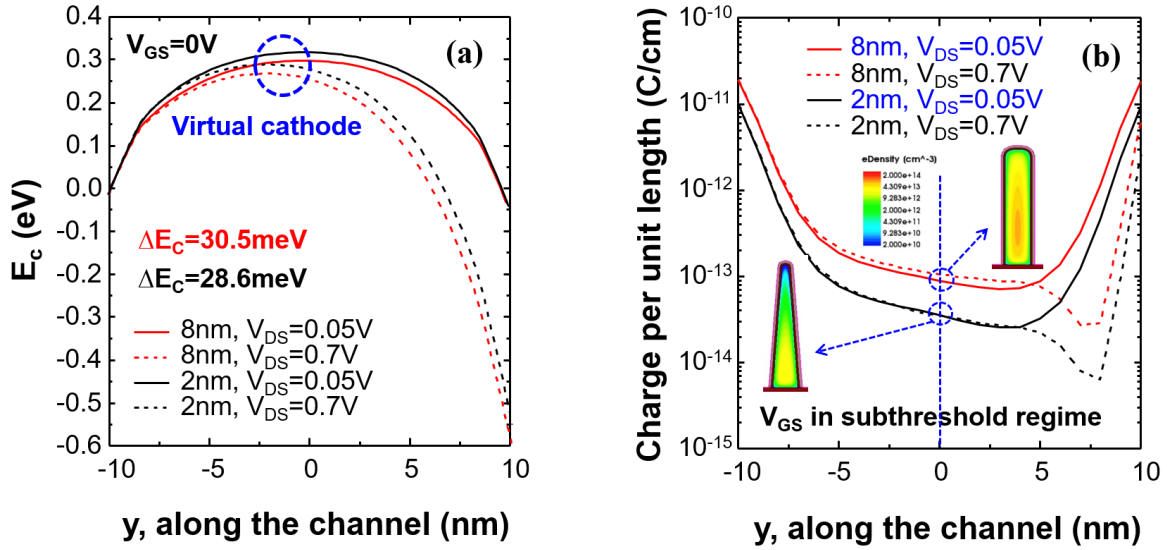 V_GS=0V
(a)
Virtual cathode
ΔE_C=30.5meV
ΔE_C=28.6meV
8nm, V_DS=0.05V
8nm, V_DS=0.7V
2nm, V_DS=0.05V
2nm, V_DS=0.7V
0.4
0.3
0.2
0.1
0.0
-0.1
-0.2
-0.3
-0.4
-0.5
-0.6
E_c (eV)
-10
-5
0
5
10
y, along the channel (nm)
(b)
8nm, V_DS=0.05V
8nm, V_DS=0.7V
2nm, V_DS=0.05V
2nm, V_DS=0.7V
eDensity (cm^-3)
2.000e+14
4.309e+13
9.283e+12
2.000e+12
4.309e+11
9.283e+10
2.000e+10
V_GS in subthreshold regime
10^-10
10^-11
10^-12
10^-13
10^-14
10^-15
Charge per unit length (C/cm)
-10
-5
0
5
10
y, along the channel (nm)